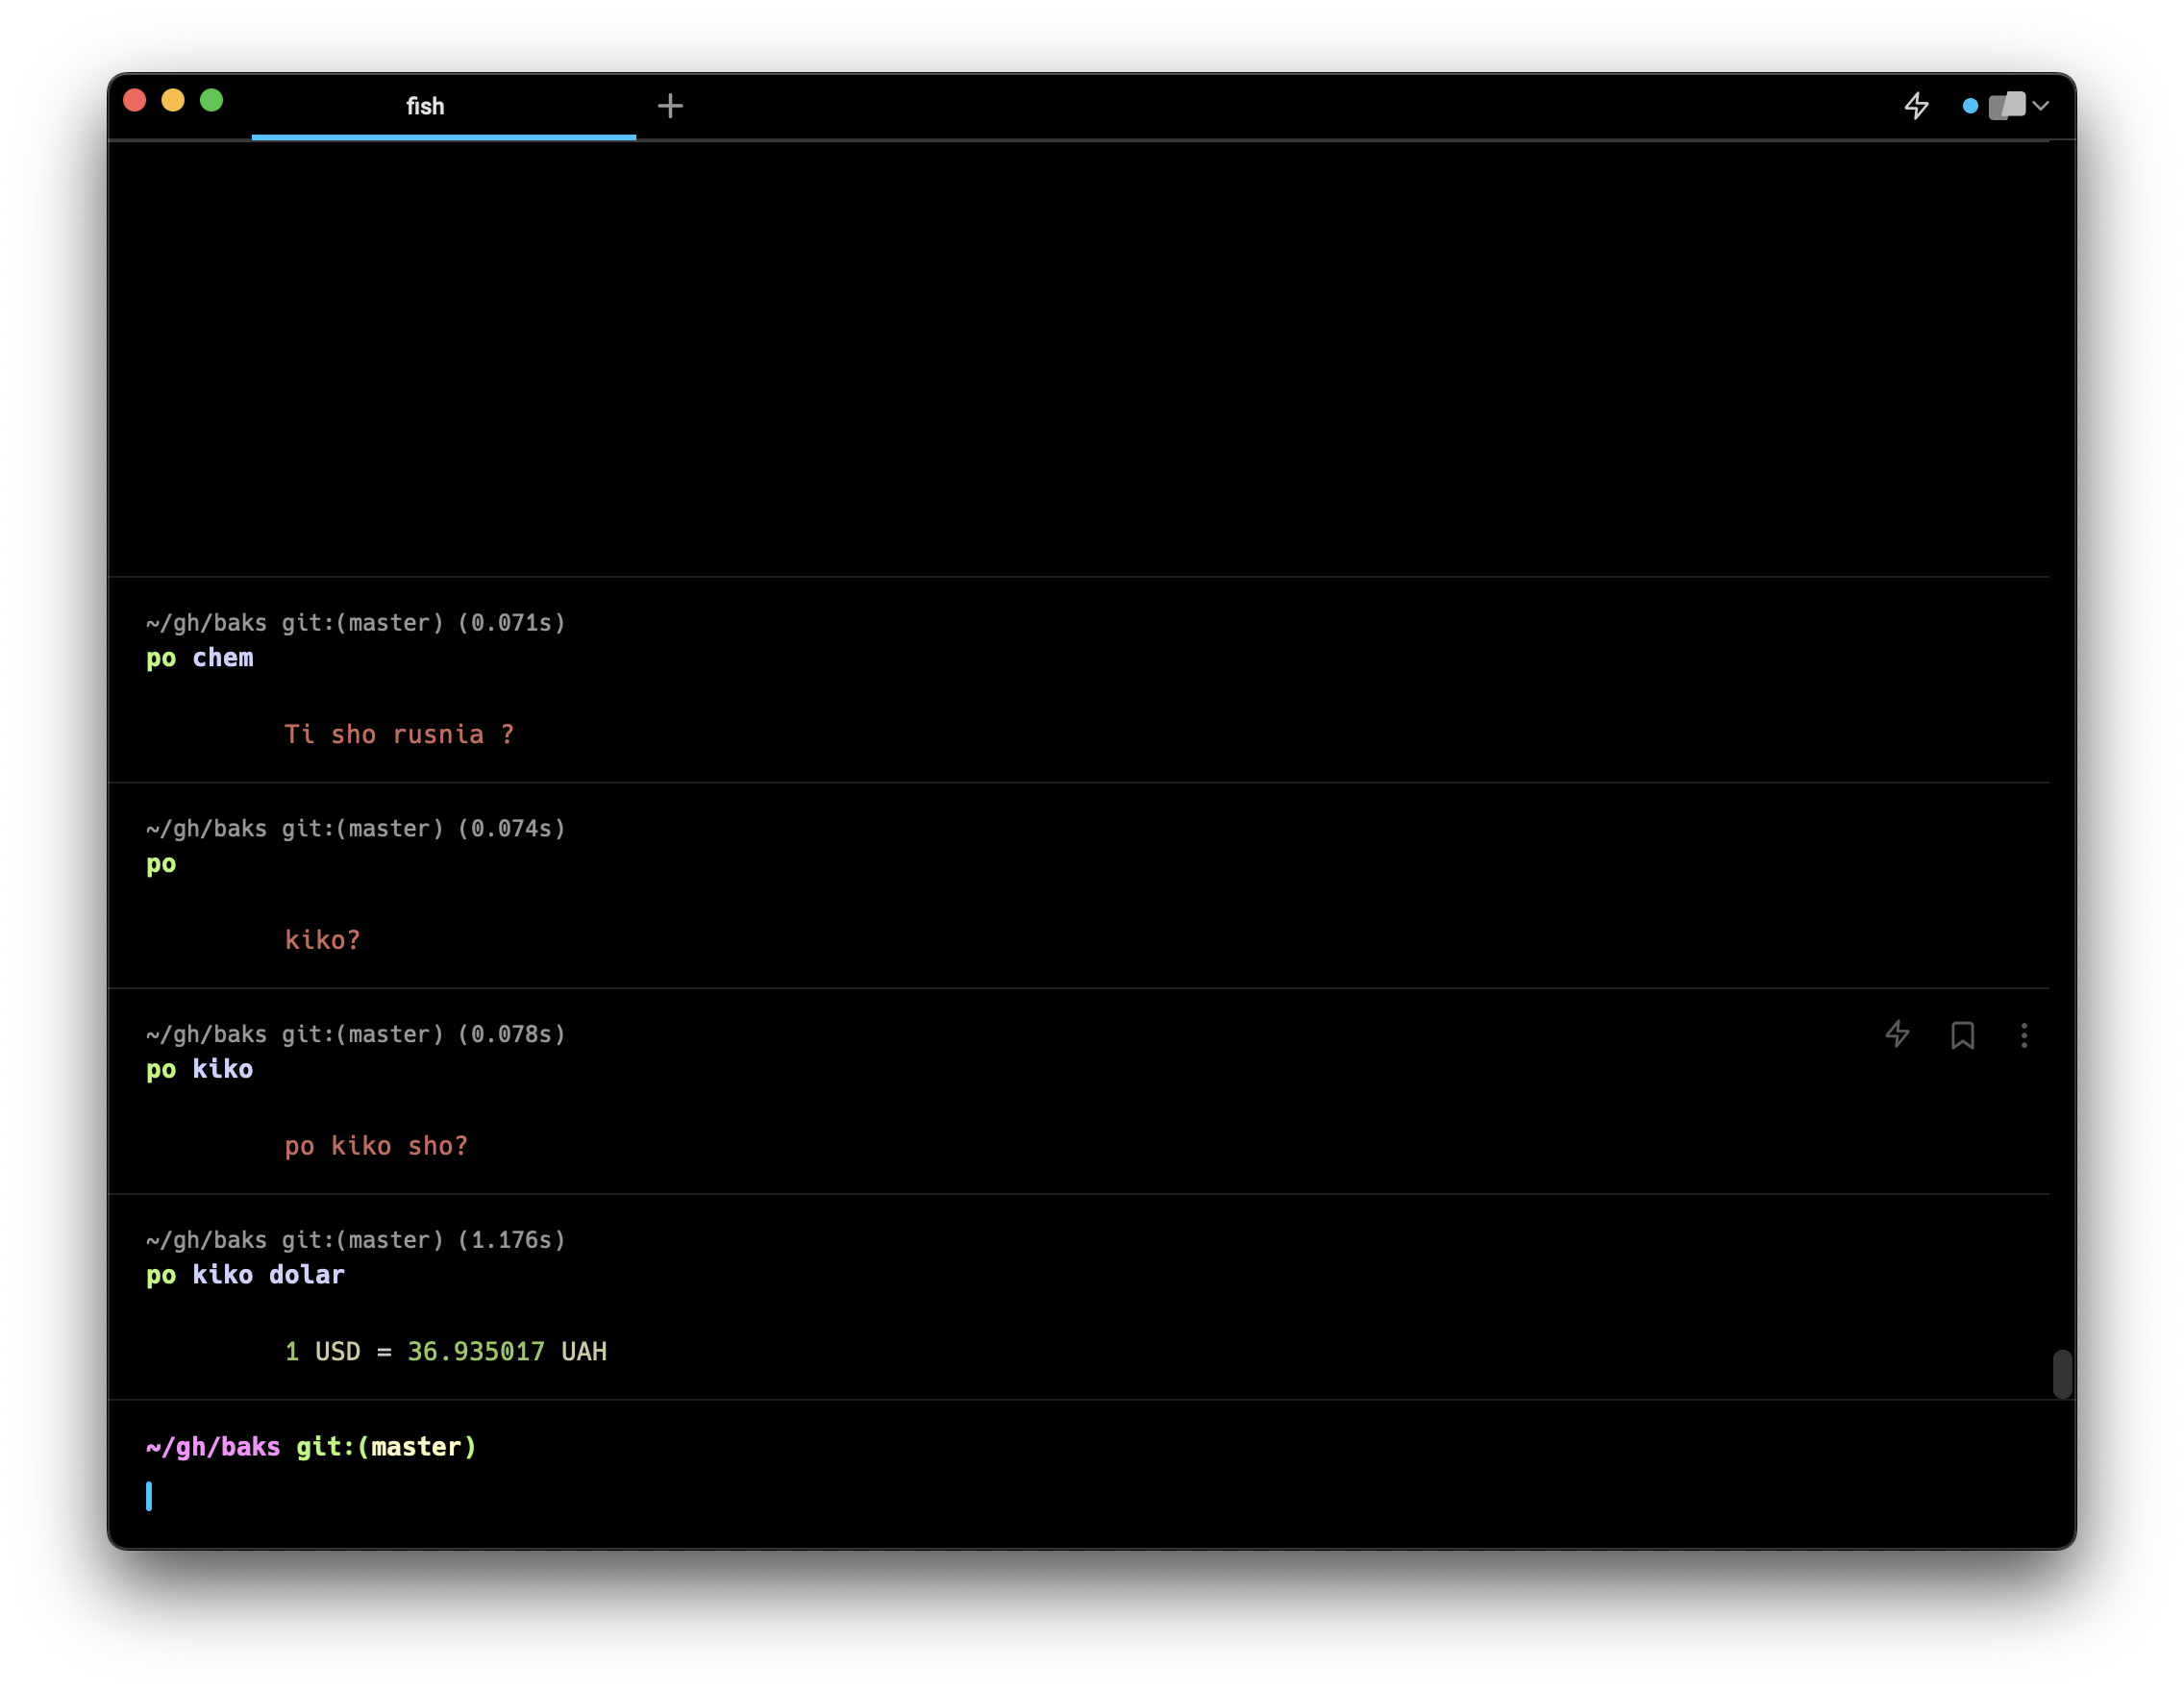 fish
~/gh/baks git:(master) (0.071s)
po chem
Ti sho rusnia ?
~/gh/baks git:(master) (0.074s)
po
kiko?
~/gh/baks git:(master) (0.078s)
po kiko
po kiko sho?
~/gh/baks git:(master) (1.176s)
po kiko dolar
1 USD = 36.935017 UAH
~/gh/baks git:(master)